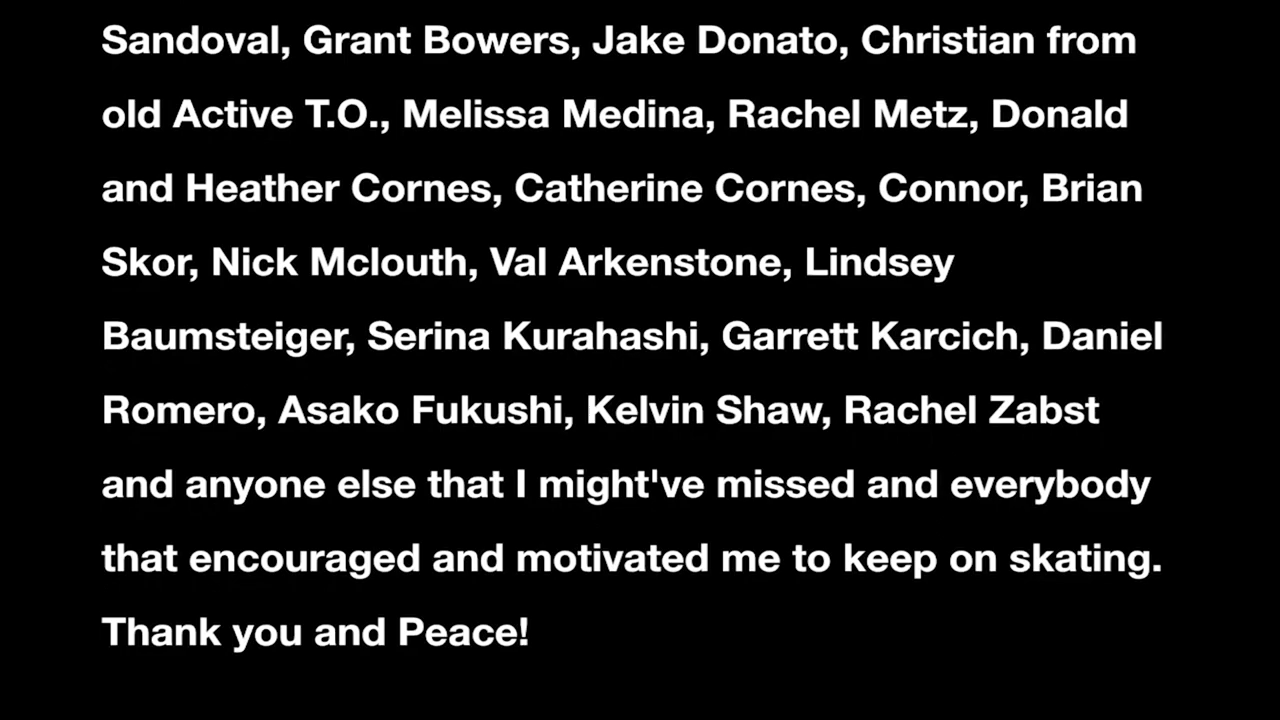 Sandoval, Grant Bowers, Jake Donato, Christian from
old Active T.O., Melissa Medina, Rachel Metz, Donald
and Heather Cornes, Catherine Cornes, Connor, Brian
Skor, Nick Mclouth, Val Arkenstone, Lindsey
Baumsteiger, Serina Kurahashi, Garrett Karcich, Daniel
Romero, Asako Fukushi, Kelvin Shaw, Rachel Zabst
and anyone else that I might've missed and everybody
that encouraged and motivated me to keep on skating.
Thank you and Peace!